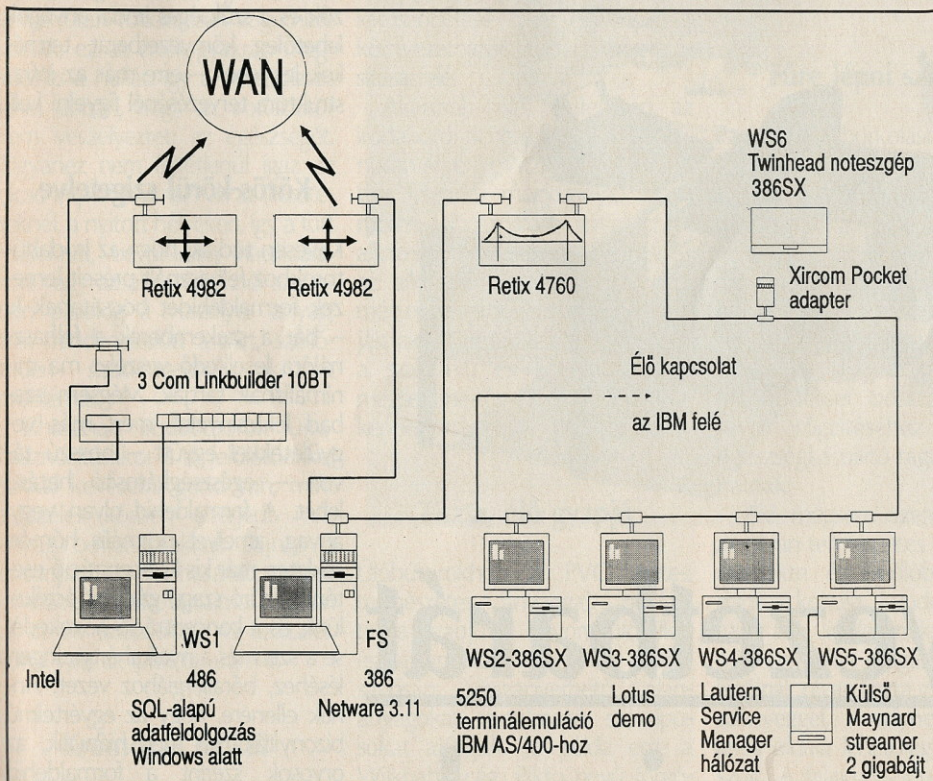 WAN
WS6
Twinhead noteszgép
386SX
Retix 4982
Retix 4982
Retix 4760
Xircom Pocket
adapter
3 Com Linkbuilder 10BT
Élő kapcsolat
az IBM felé
Intel
WS1
486
SQL-alapú
adatfeldolgozás
Windows alatt
FS
386
Netware 3.11
WS2-386SX
5250
terminálemuláció
IBM AS/400-hoz
WS3-386SX
Lotus
demo
WS4-386SX
Lautern
Service
Manager
hálózat
WS5-386SX
Külső
Maynard
streamer
2 gigabájt